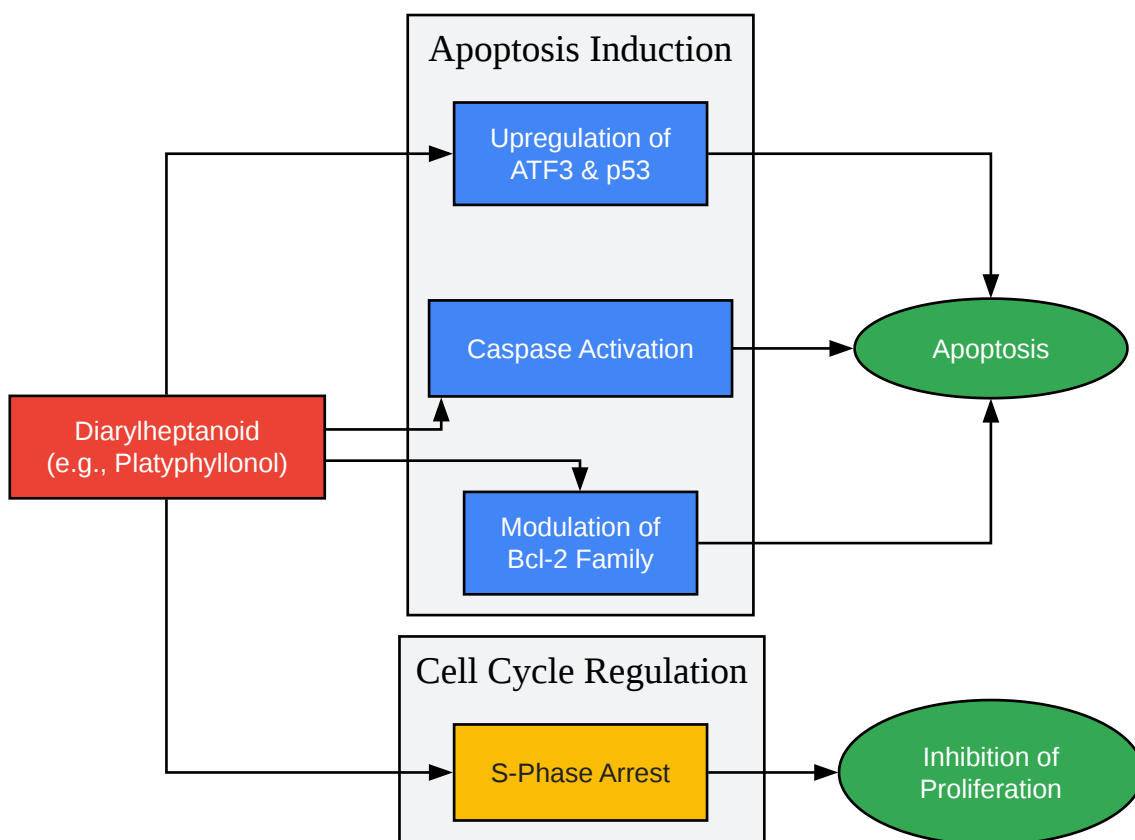 Apoptosis Induction
Upregulation of
ATF3 & p53
Caspase Activation
Apoptosis
Diarylheptanoid
(e.g., Platyphyllonol)
Modulation of
Bcl-2 Family
Cell Cycle Regulation
S-Phase Arrest
Inhibition of
Proliferation